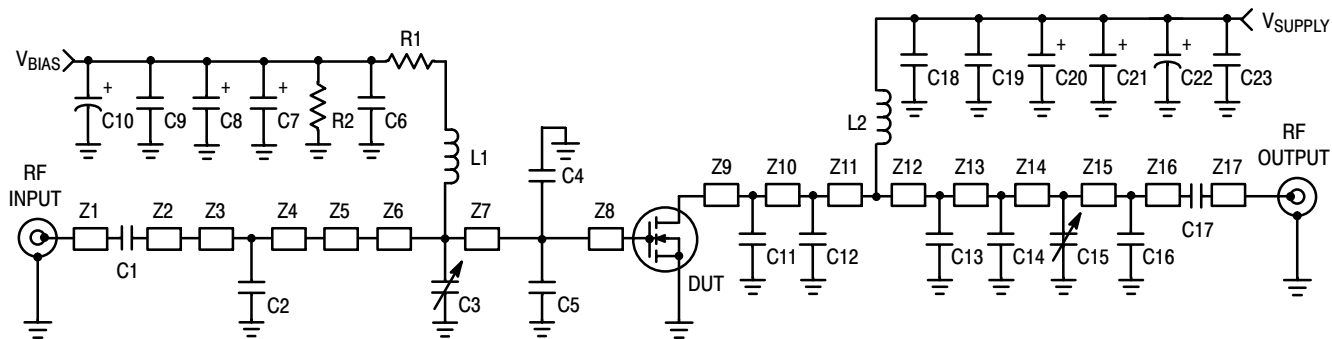 V_BIAS
R1
V_SUPPLY
+ + +
C10 C9 C8 C7 R2 C6
+ + +
C18 C19 C20 C21 C22 C23
L1
L2
C4
RF
INPUT
RF
OUTPUT
Z1 Z2 Z3 Z4 Z5 Z6 Z7 Z8
Z9 Z10 Z11 Z12 Z13 Z14 Z15 Z16 Z17
C1
C2
C3
C5
DUT
C11 C12 C13 C14 C15 C16
C17